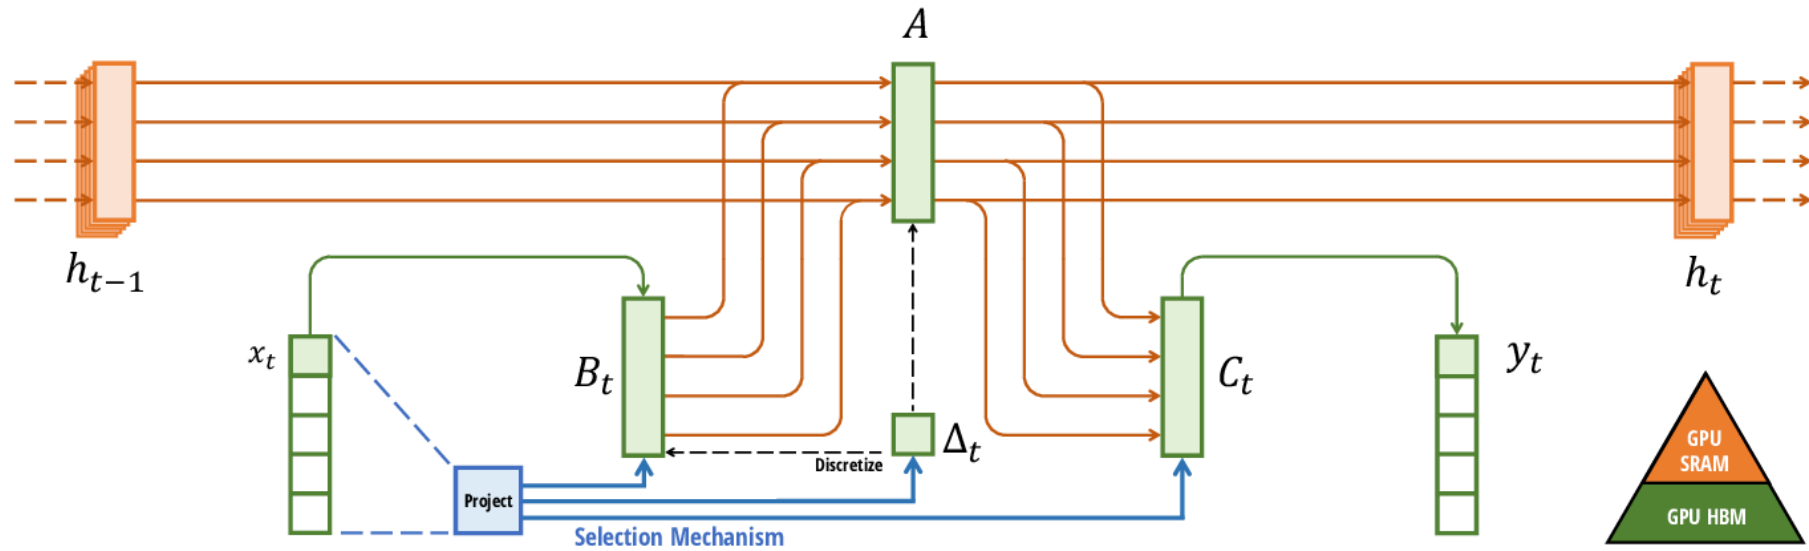 A
h_{t-1}
h_t
x_t
B_t
Δ_t
C_t
y_t
Discretize
Project
Selection Mechanism
GPU
SRAM
GPU HBM